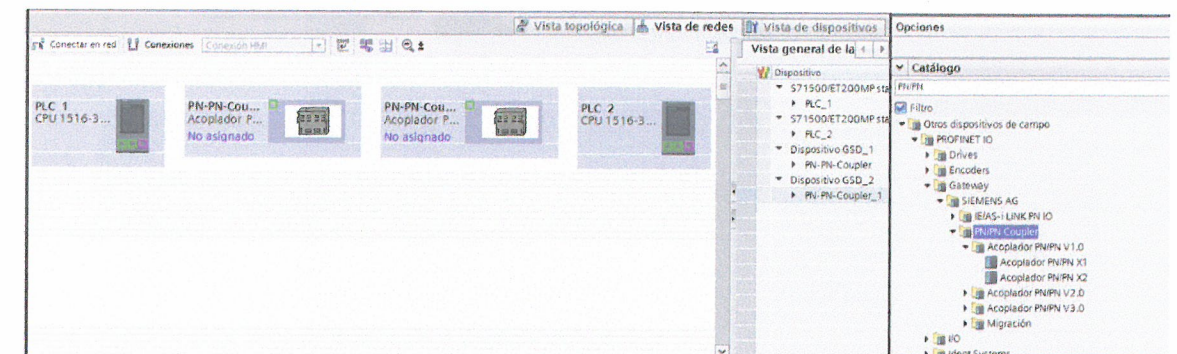 Vista topológica Vista de redes Vista de dispositivos Opciones
Conectar en red Conexiones Conexión HMI
Vista general de la
Catálogo
Dispositivo
PN/PN
S71500/ET200MP sta
PLC_1
S71500/ET200MP sta
PLC_2
Dispositivo GSD_1
PN-PN-Coupler
Dispositivo GSD_2
PN-PN-Coupler_1
PLC_1
CPU 1516-3...
PN-PN-Cou...
Acoplador P...
No asignado
PN-PN-Cou...
Acoplador P...
No asignado
PLC_2
CPU 1516-3...
Filtro
Otros dispositivos de campo
PROFINET IO
Drives
Encoders
Gateway
SIEMENS AG
IE/AS-i LINK PN IO
PN/PN Coupler
Acoplador PN/PN V1.0
Acoplador PN/PN X1
Acoplador PN/PN X2
Acoplador PN/PN V2.0
Acoplador PN/PN V3.0
Migración
I/O
Ident Systems